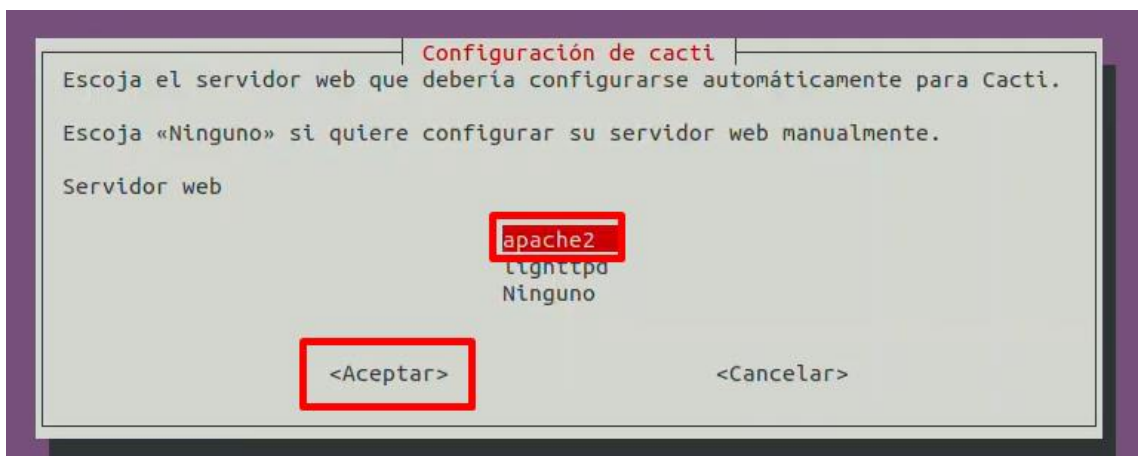 Configuración de cacti
Escoja el servidor web que debería configurarse automáticamente para Cacti.
Escoja «Ninguno» si quiere configurar su servidor web manualmente.
Servidor web
apache2
lighttpd
Ninguno
<Aceptar> <Cancelar>